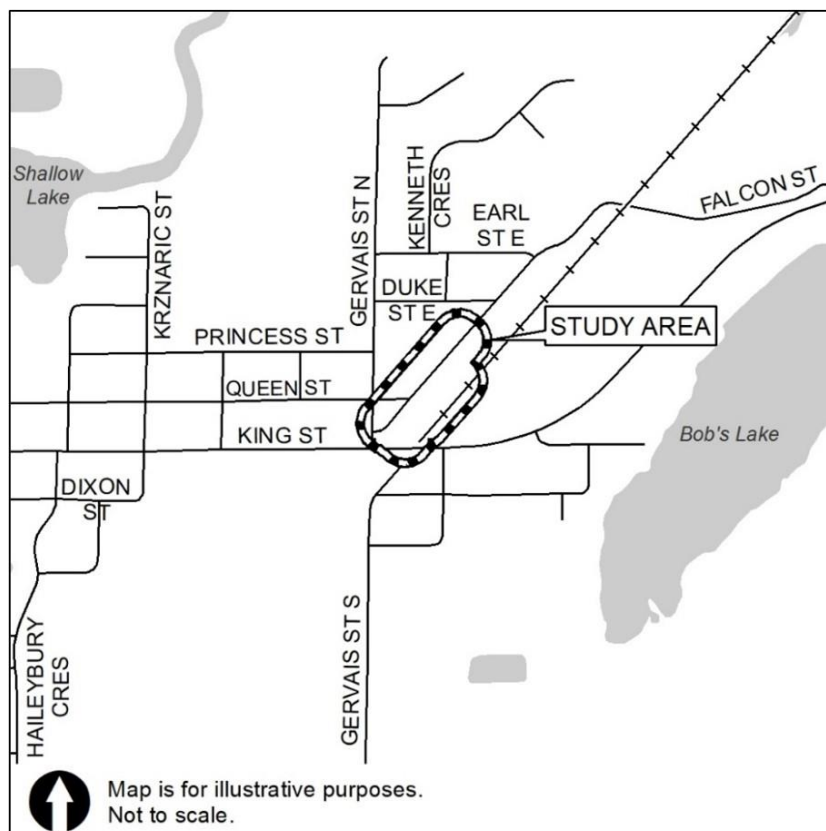 Shallow
Lake
KRZNARIC ST
GERVAIS ST N
KENNETH
CRES
EARL
ST E
FALCON ST
DUKE
ST E
STUDY AREA
PRINCESS ST
QUEEN ST
KING ST
Bob's Lake
DIXON
ST
HAILEYBURY
CRES
GERVAIS ST S
Map is for illustrative purposes.
Not to scale.